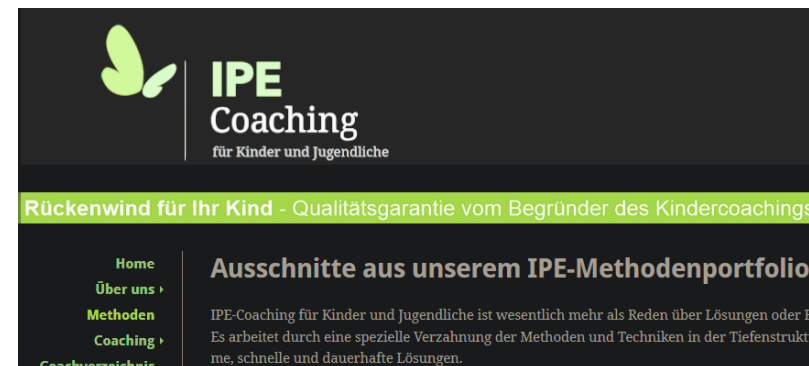 IPE
Coaching
für Kinder und Jugendliche
Rückenwind für Ihr Kind - Qualitätsgarantie vom Begründer des Kindercoachings
Home
Über uns
Methoden
Coaching
Coachverzeichnis
Ausschnitte aus unserem IPE-Methodenportfolio
IPE-Coaching für Kinder und Jugendliche ist wesentlich mehr als Reden über Lösungen oder
Es arbeitet durch eine spezielle Verzahnung der Methoden und Techniken in der Tiefenstrukt
me, schnelle und dauerhafte Lösungen.